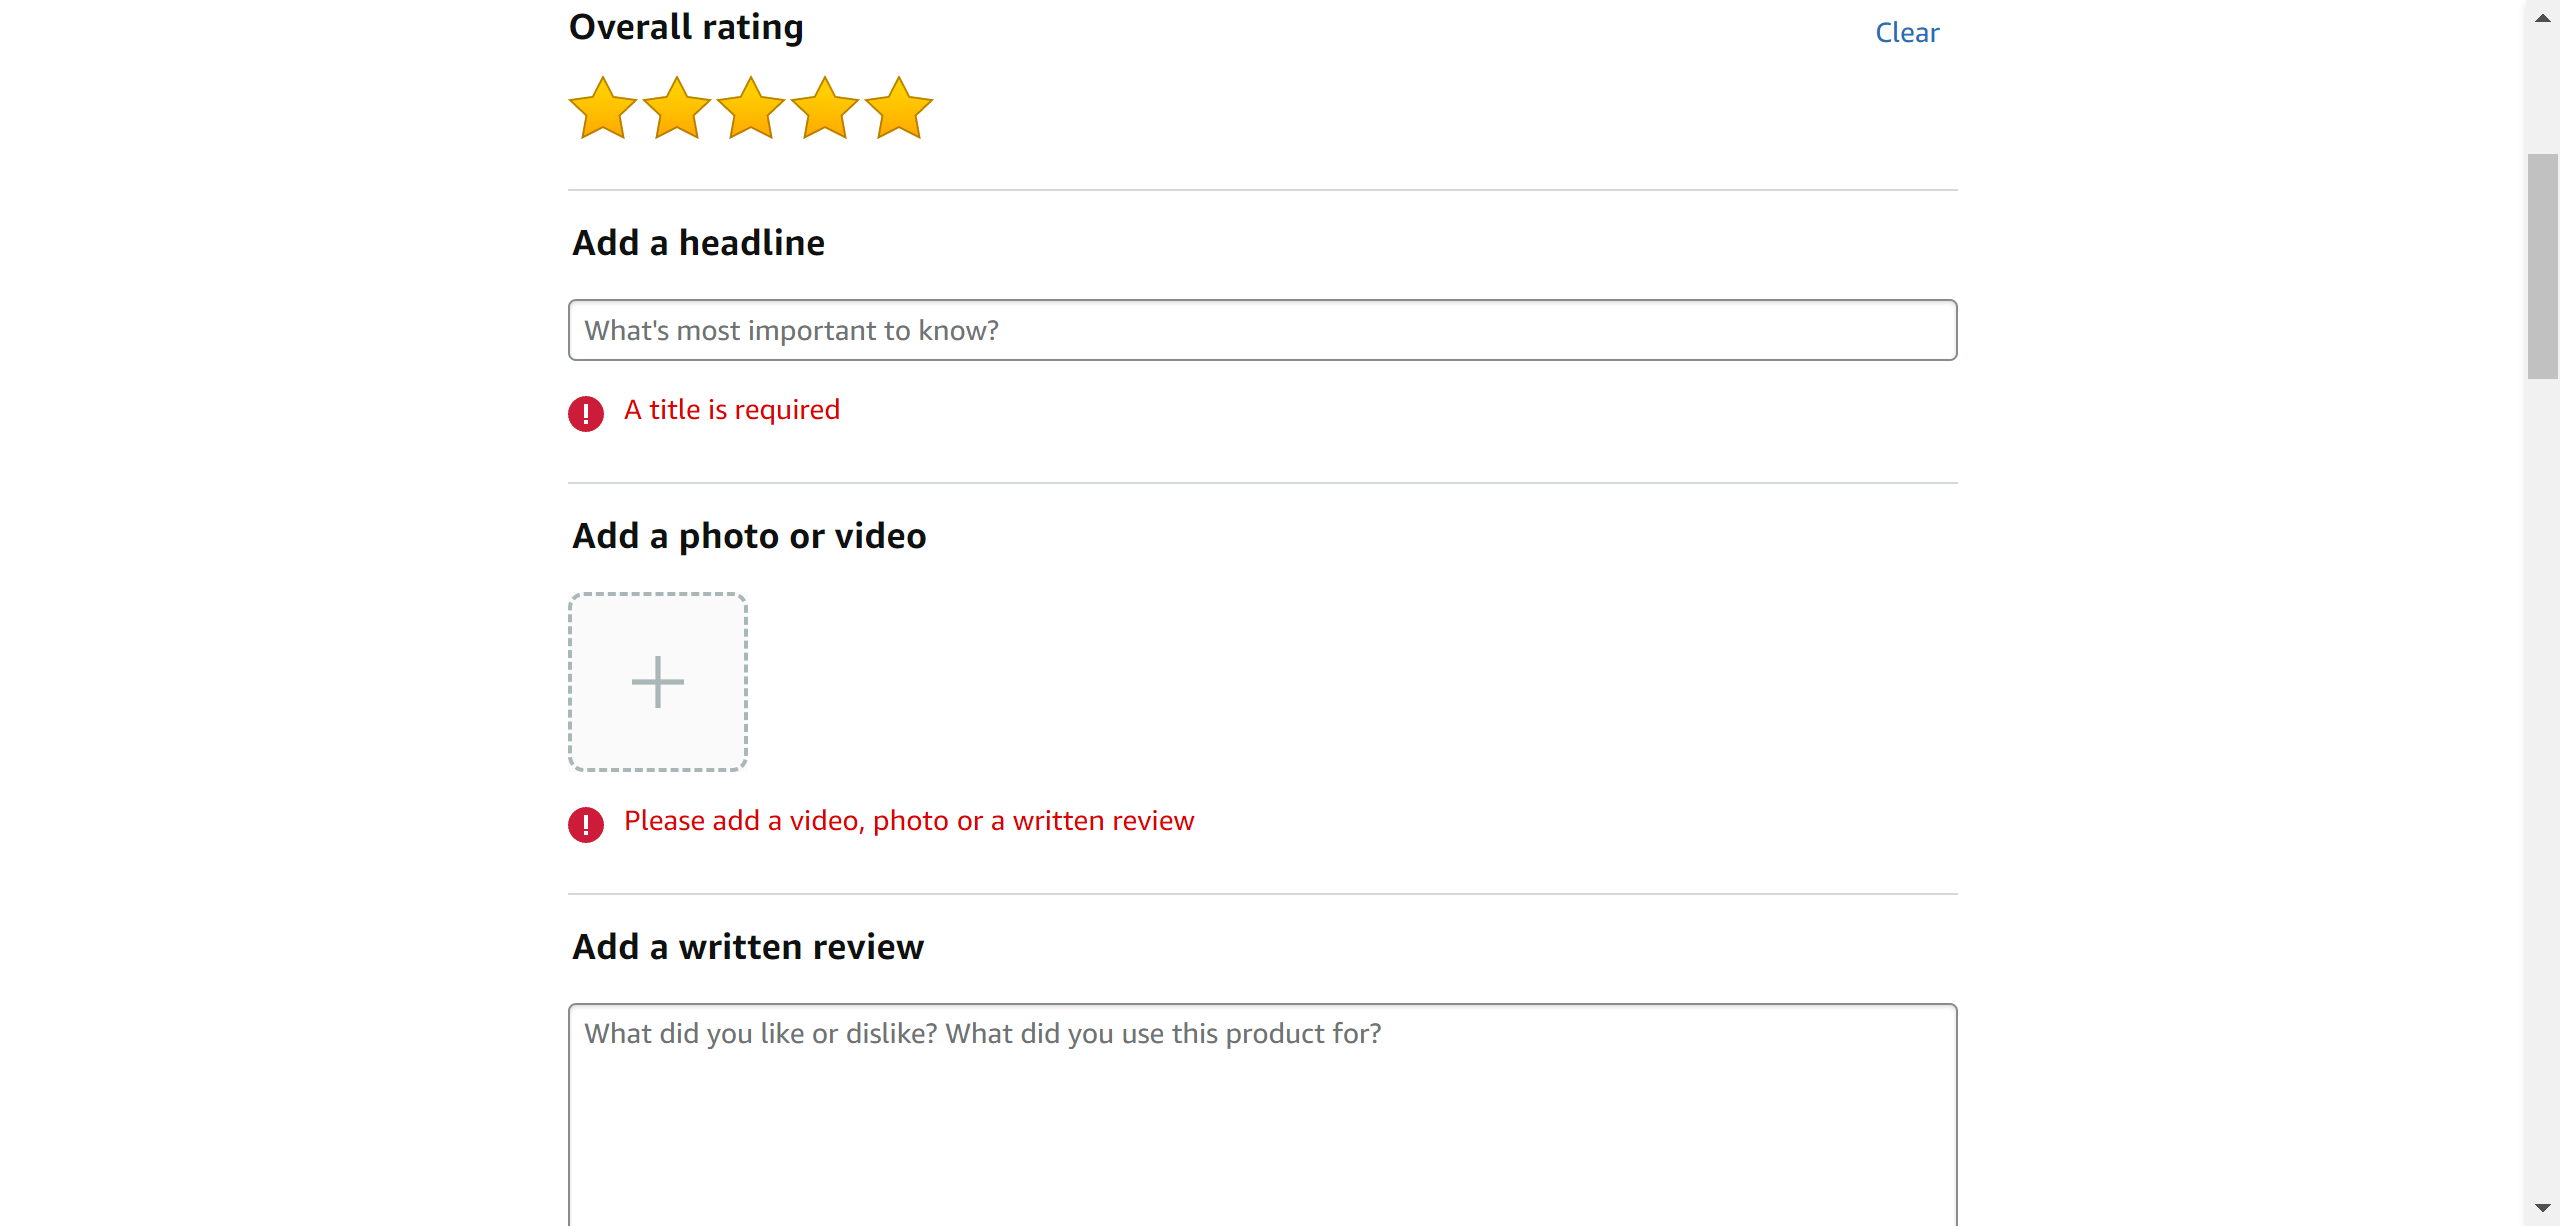 Overall rating
Clear
Add a headline
What's most important to know?
A title is required
Add a photo or video
Please add a video, photo or a written review
Add a written review
What did you like or dislike? What did you use this product for?